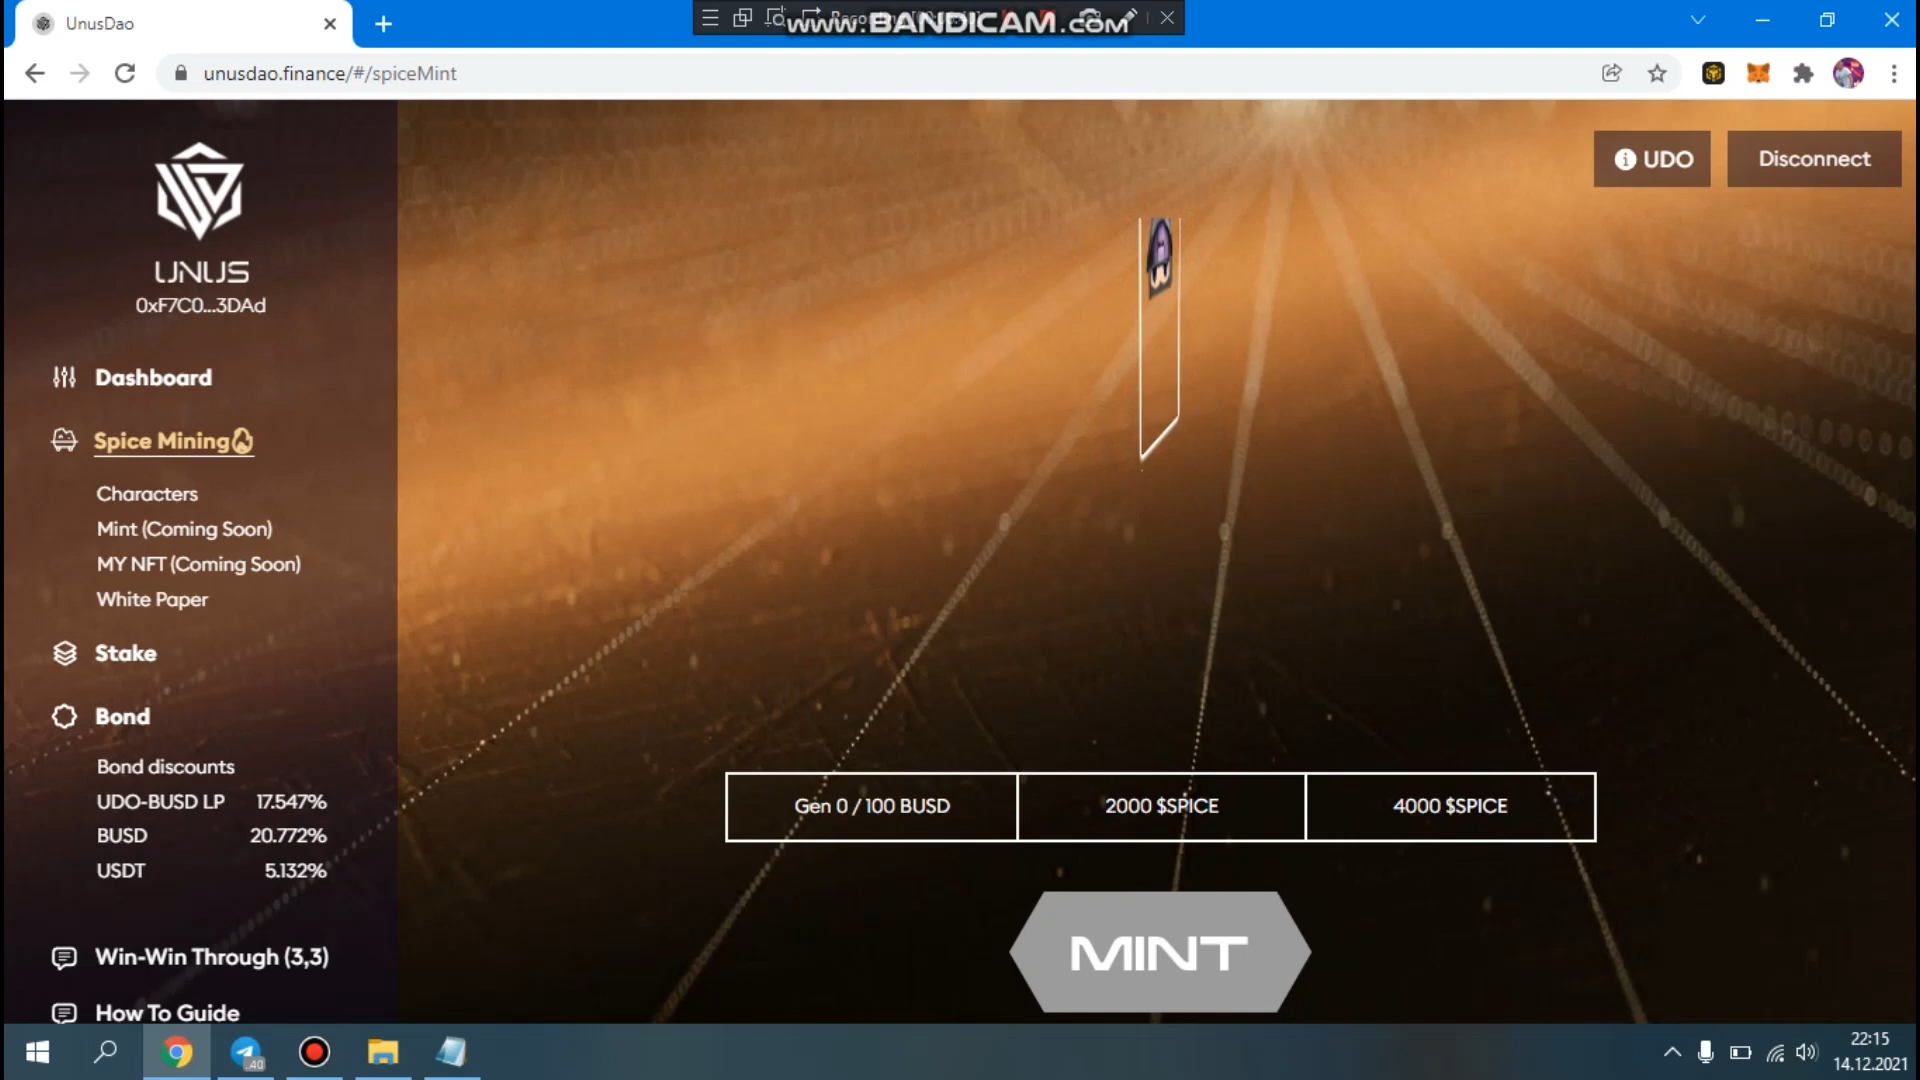 UnusDao
www.BANDICAM.com
unusdao.finance/#/spiceMint
UDO
Disconnect
UNUS
0xF7C0...3DAd
Dashboard
Spice Mining
Characters
Mint (Coming Soon)
MY NFT (Coming Soon)
White Paper
Stake
Bond
Bond discounts
UDO-BUSD LP 17.547%
BUSD 20.772%
USDT 5.132%
Win-Win Through (3,3)
How To Guide
Gen 0 / 100 BUSD
2000 $SPICE
4000 $SPICE
MINT
40
22:15
14.12.2021